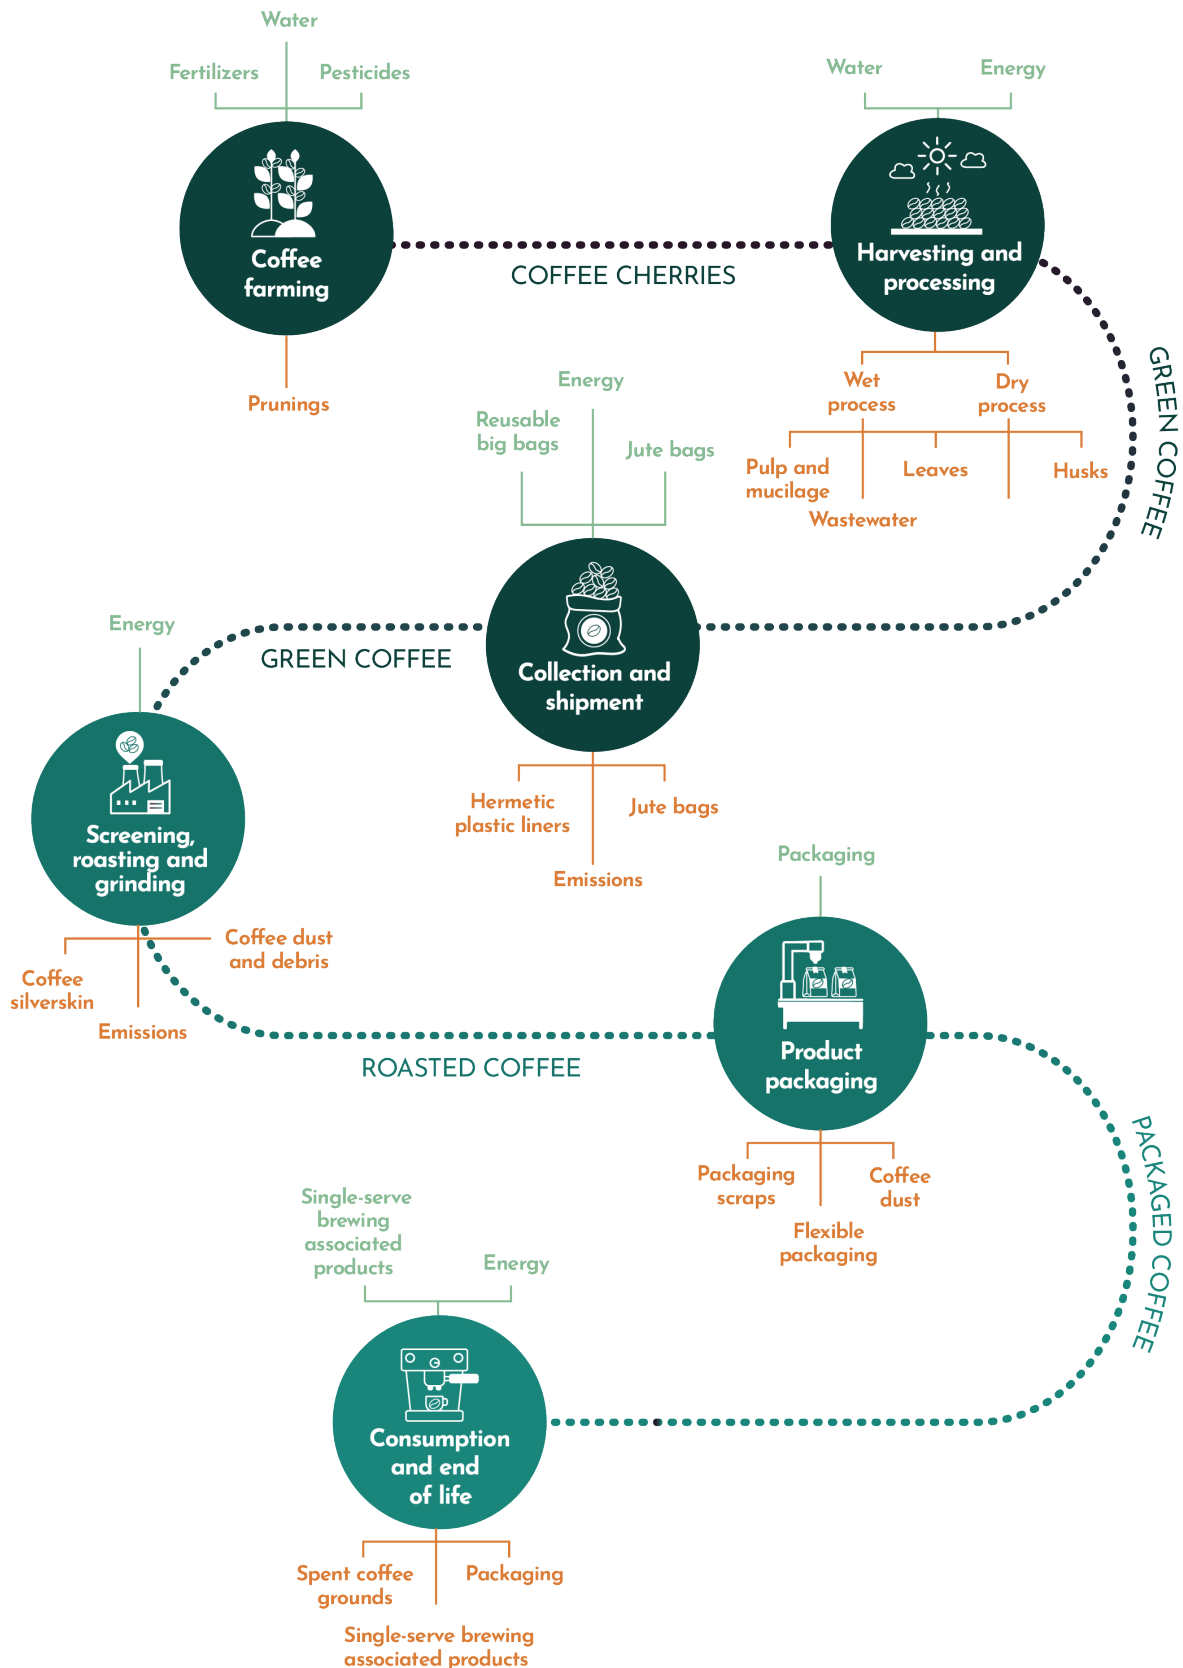 Water
Fertilizers
Pesticides
Coffee
farming
Prunings
COFFEE CHERRIES
Water
Energy
Harvesting and
processing
Wet
process
Dry
process
Pulp and
mucilage
Leaves
Husks
Wastewater
GREEN COFFEE
Energy
Reusable
big bags
Jute bags
Collection and
shipment
Hermetic
plastic liners
Jute bags
Emissions
GREEN COFFEE
Energy
Screening,
roasting and
grinding
Coffee dust
and debris
Coffee
silverskin
Emissions
ROASTED COFFEE
Packaging
Product
packaging
Packaging
scraps
Coffee
dust
Flexible
packaging
PACKAGED COFFEE
Single-serve
brewing
associated
products
Energy
Consumption
and end
of life
Spent coffee
grounds
Packaging
Single-serve brewing
associated products